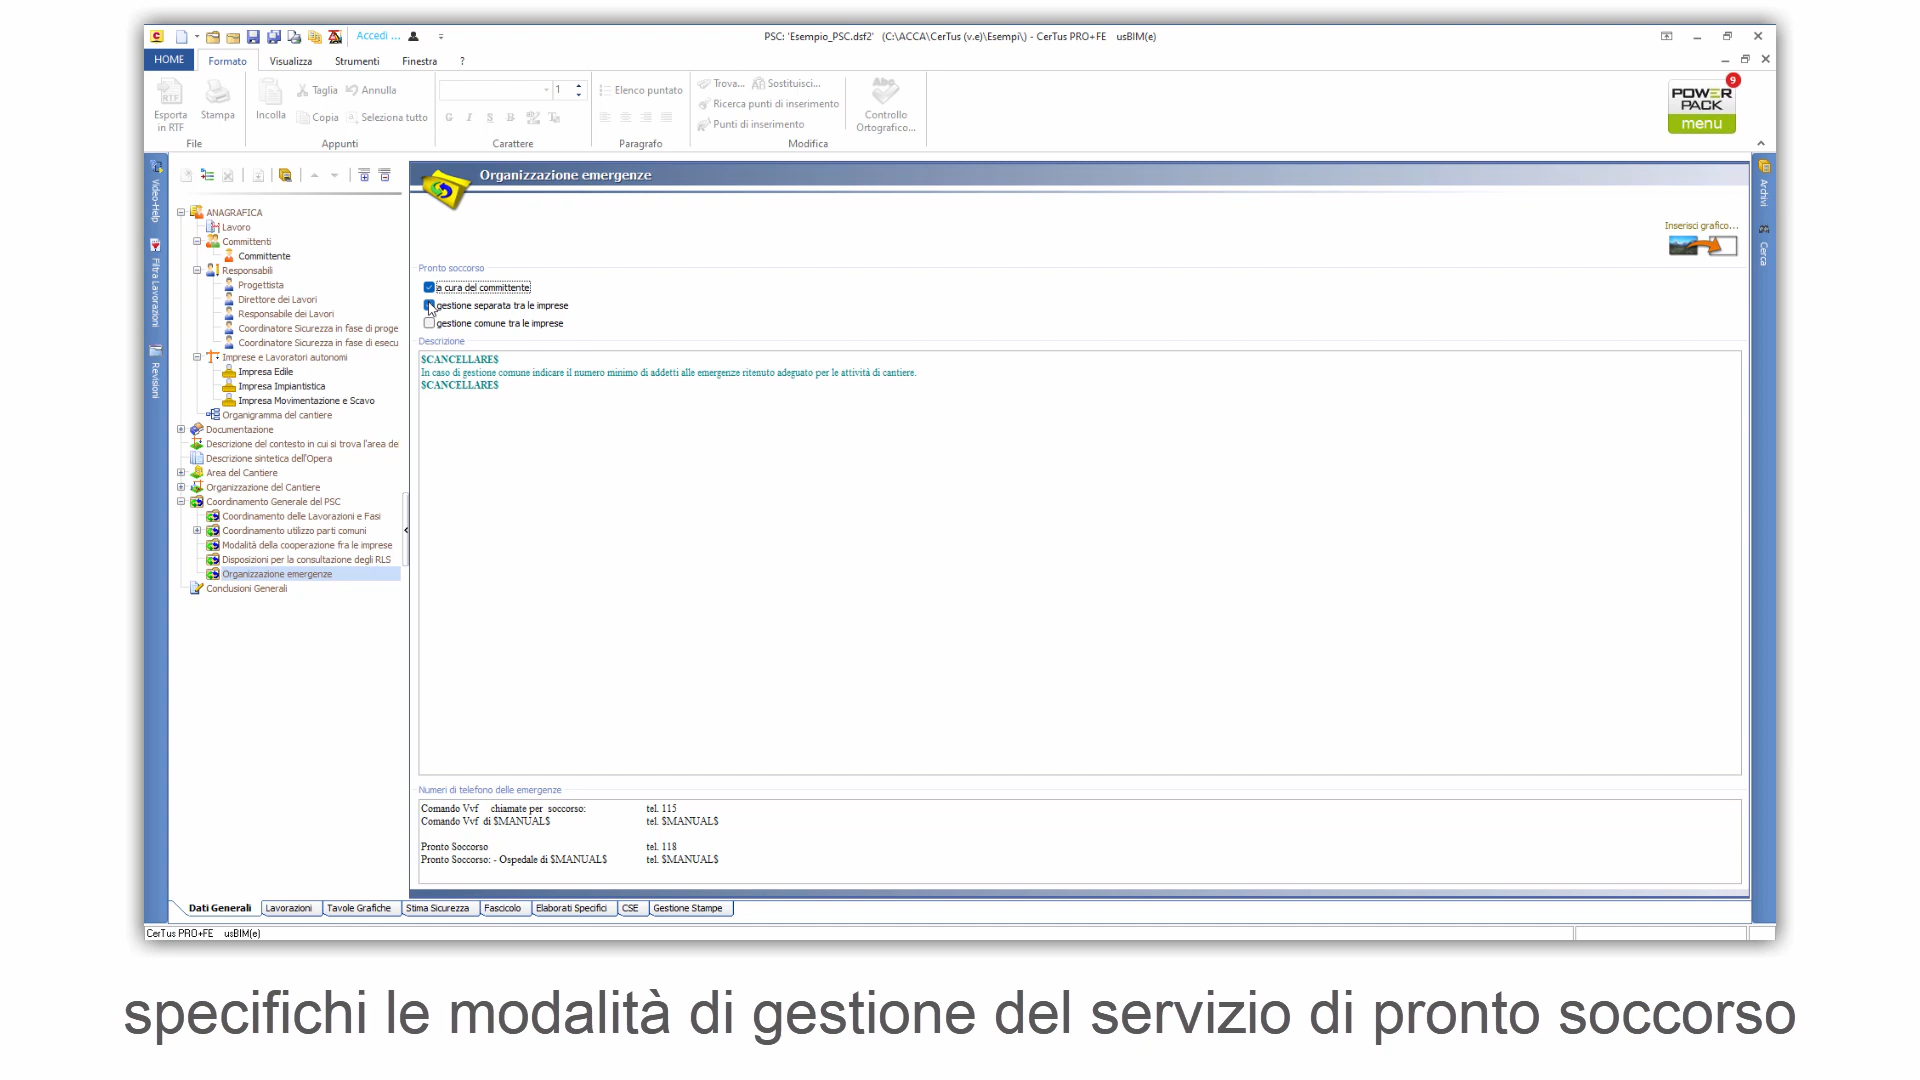 Accedi ...
PSC: 'Esempio_PSC.dsf2' (C:\ACCA\CerTus (v.e)\Esempi\) - CerTus PRO+FE usBIM(e)
HOME Formato Visualizza Strumenti Finestra ?
Esporta in RTF
Stampa
File
Incolla
Taglia Annulla
Copia Seleziona tutto
Appunti
1
G I S B
Carattere
Elenco puntato
Paragrafo
Trova... Sostituisci...
Ricerca punti di inserimento
Punti di inserimento
Modifica
Controllo Ortografico...
9
POWER
PACK
menu
Video-Help
Filtra Lavorazioni
Revisioni
ANAGRAFICA
Lavoro
Committenti
Committente
Responsabili
Progettista
Direttore dei Lavori
Responsabile dei Lavori
Coordinatore Sicurezza in fase di proge
Coordinatore Sicurezza in fase di esecu
Imprese e Lavoratori autonomi
Impresa Edile
Impresa Impiantistica
Impresa Movimentazione e Scavo
Organigramma del cantiere
Documentazione
Descrizione del contesto in cui si trova l'area de
Descrizione sintetica dell'Opera
Area del Cantiere
Organizzazione del Cantiere
Coordinamento Generale del PSC
Coordinamento delle Lavorazioni e Fasi
Coordinamento utilizzo parti comuni
Modalità della cooperazione fra le imprese
Disposizioni per la consultazione degli RLS
Organizzazione emergenze
Conclusioni Generali
Organizzazione emergenze
Inserisci grafico...
Archivi
Cerca
Pronto soccorso
a cura del committente
gestione separata tra le imprese
gestione comune tra le imprese
Descrizione
$CANCELLARE$
In caso di gestione comune indicare il numero minimo di addetti alle emergenze ritenuto adeguato per le attività di cantiere.
$CANCELLARE$
Numeri di telefono delle emergenze
Comando Vvf chiamate per soccorso: tel. 115
Comando Vvf di $MANUAL$ tel. $MANUAL$
Pronto Soccorso tel. 118
Pronto Soccorso: - Ospedale di $MANUAL$ tel. $MANUAL$
Dati Generali Lavorazioni Tavole Grafiche Stima Sicurezza Fascicolo Elaborati Specifici CSE Gestione Stampe
CerTus PRO+FE usBIM(e)
specifichi le modalità di gestione del servizio di pronto soccorso